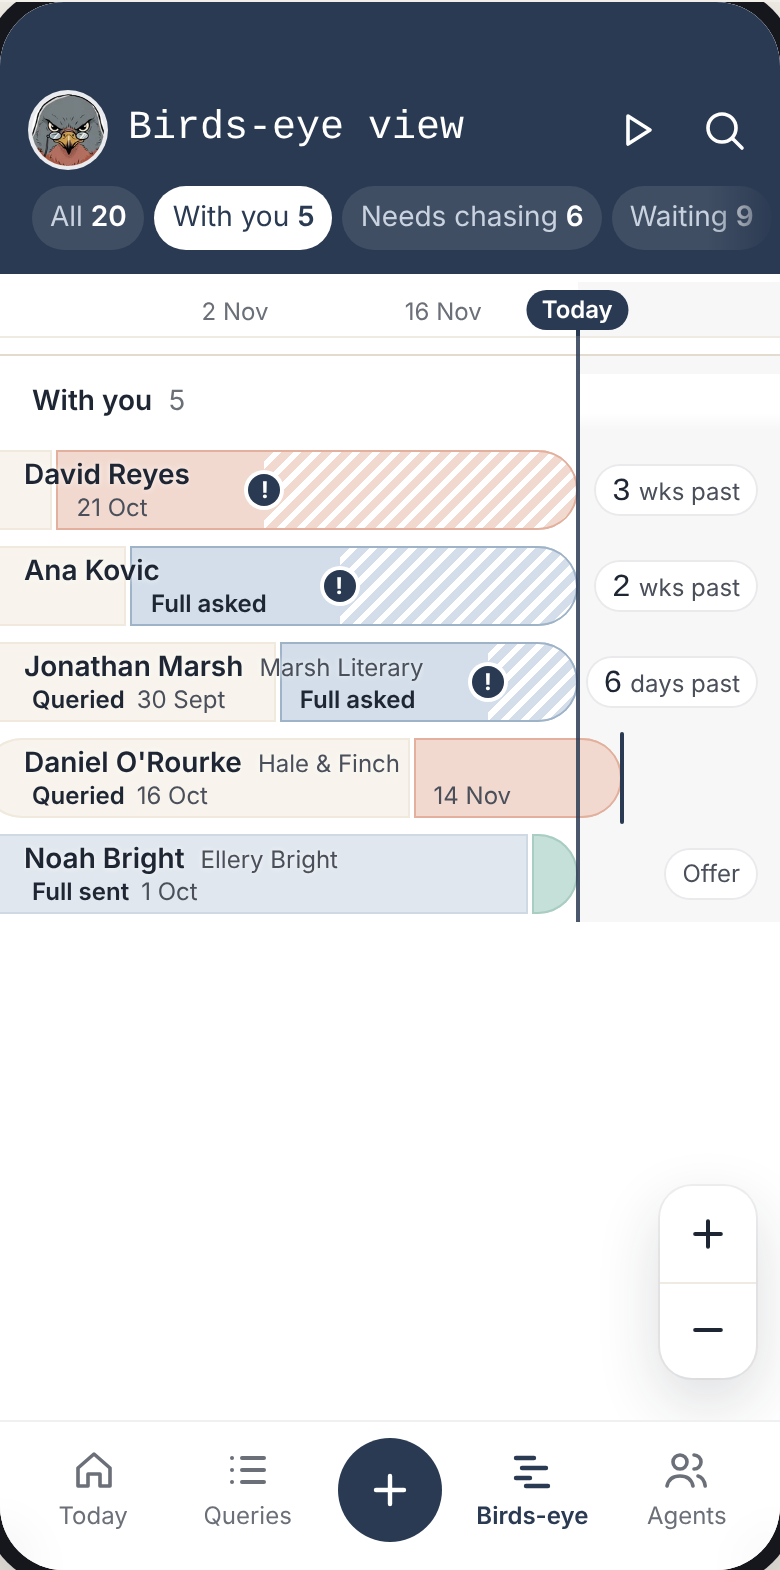 Birds-eye view
All 20 With you 5 Needs chasing 6 Waiting 9
2 Nov 16 Nov Today
With you 5
David Reyes
21 Oct
! 3 wks past
Ana Kovic
Full asked
! 2 wks past
Jonathan Marsh Marsh Literary
Queried 30 Sept Full asked
! 6 days past
Daniel O'Rourke Hale & Finch
Queried 16 Oct 14 Nov
Noah Bright Ellery Bright
Full sent 1 Oct
Offer
+
−
+
Today Queries Birds-eye Agents